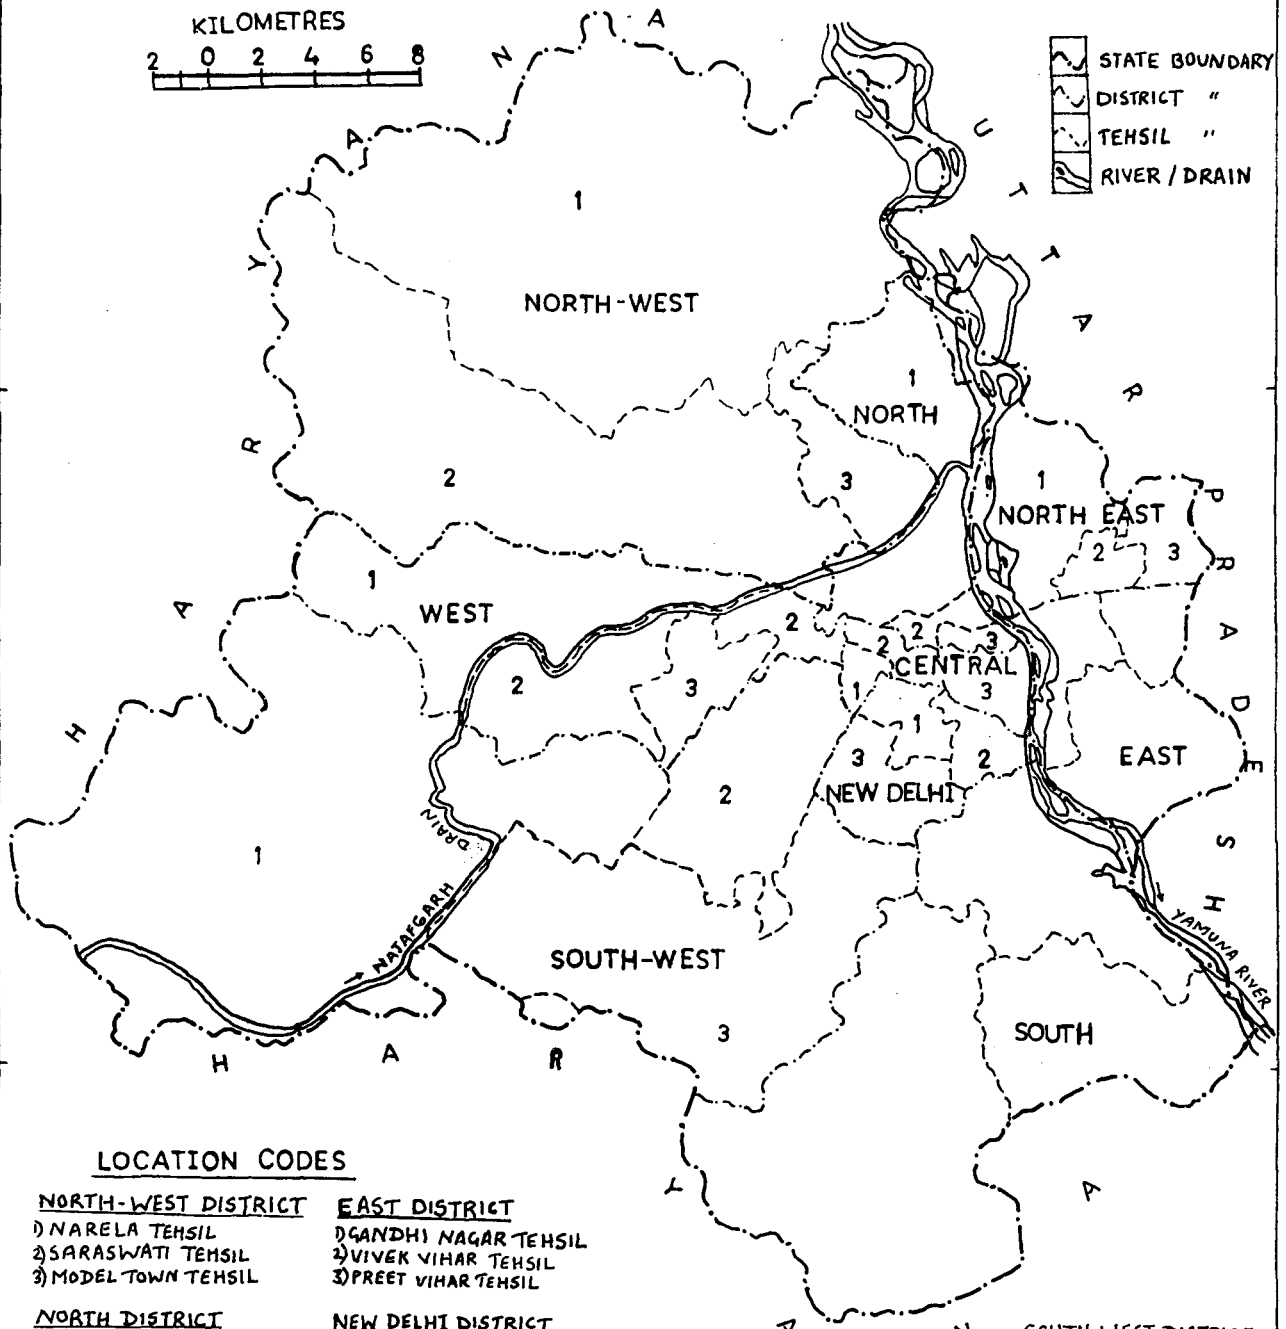 KILOMETRES
2 0 2 4 6 8
STATE BOUNDARY
DISTRICT "
TEHSIL "
RIVER / DRAIN
H A R Y A N A
U T T A R P R A D E S H
1
NORTH-WEST
2
3
1
NORTH
1
NORTH EAST
2
3
1
WEST
2
3
2
2
2
3
CENTRAL
1
3
1
3
2
NEW DELHI
EAST
2
1
NAJAFGARH DRAIN
SOUTH-WEST
3
YAMUNA RIVER
SOUTH
H A R Y A N A
LOCATION CODES
NORTH-WEST DISTRICT
1) NARELA TEHSIL
2) SARASWATI TEHSIL
3) MODEL TOWN TEHSIL
EAST DISTRICT
1) GANDHI NAGAR TEHSIL
2) VIVEK VIHAR TEHSIL
3) PREET VIHAR TEHSIL
NORTH DISTRICT
NEW DELHI DISTRICT
SOUTH WEST DISTRICT